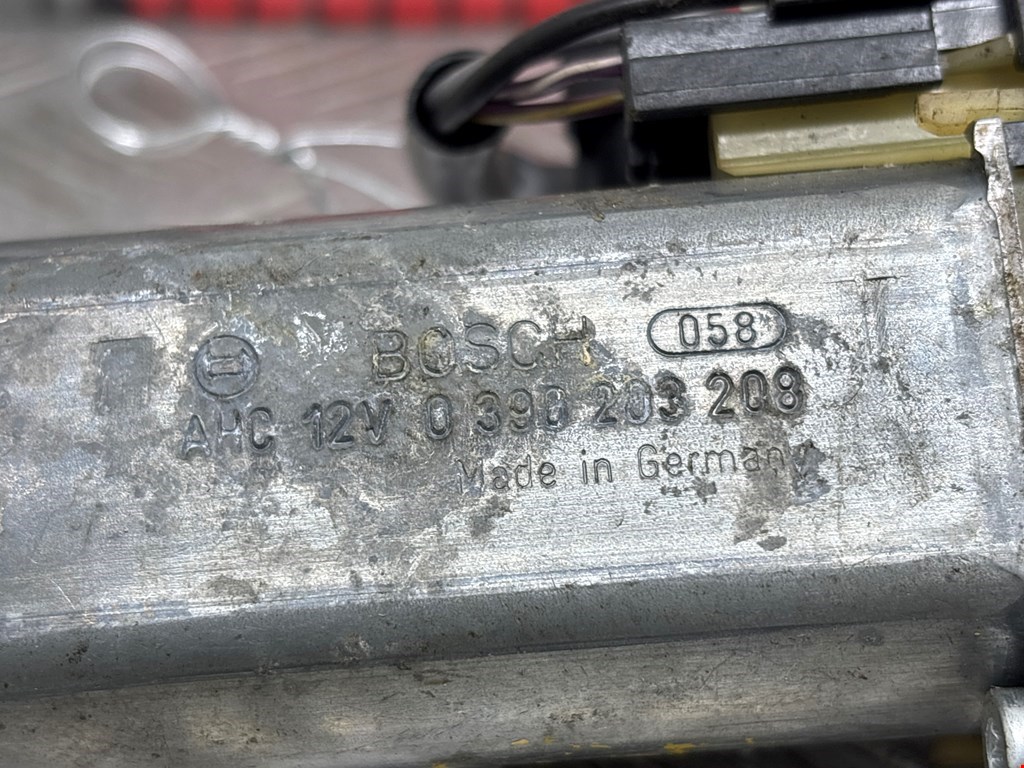 BOSCH 058
AHC 12V 0 390 203 208
Made in Germany